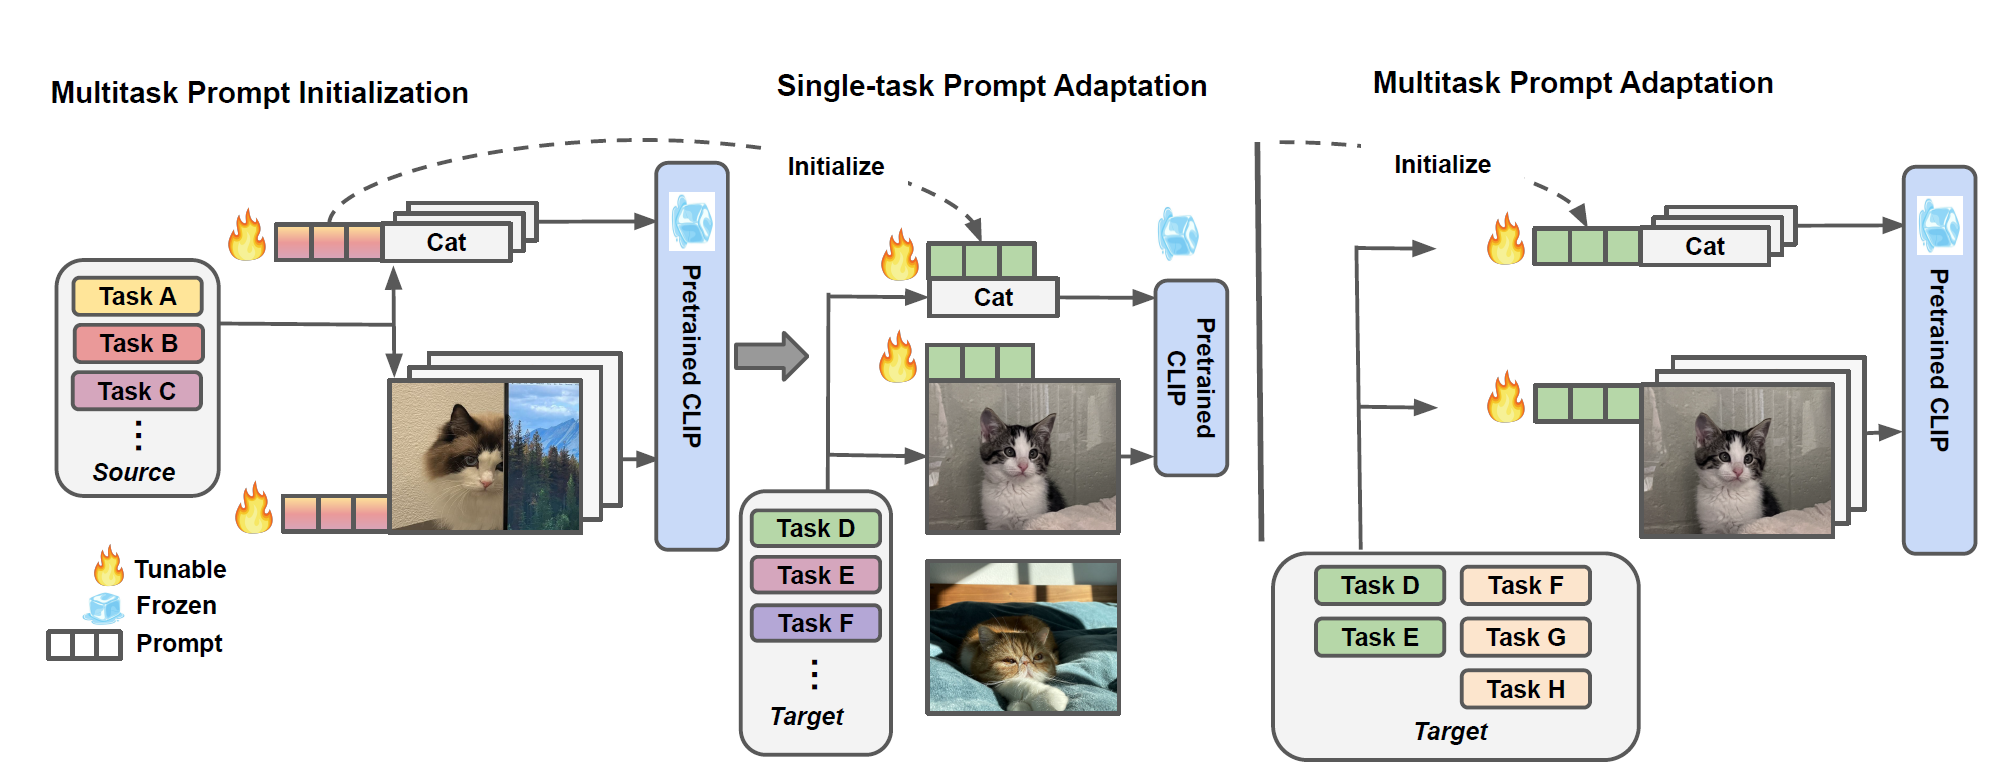 Multitask Prompt Initialization
Initialize
Cat
Task A
Task B
Task C
Source
Pretrained CLIP
Tunable
Frozen
Prompt
Single-task Prompt Adaptation
Cat
Pretrained
CLIP
Task D
Task E
Task F
Target
Multitask Prompt Adaptation
Initialize
Cat
Pretrained CLIP
Task D
Task F
Task E
Task G
Task H
Target